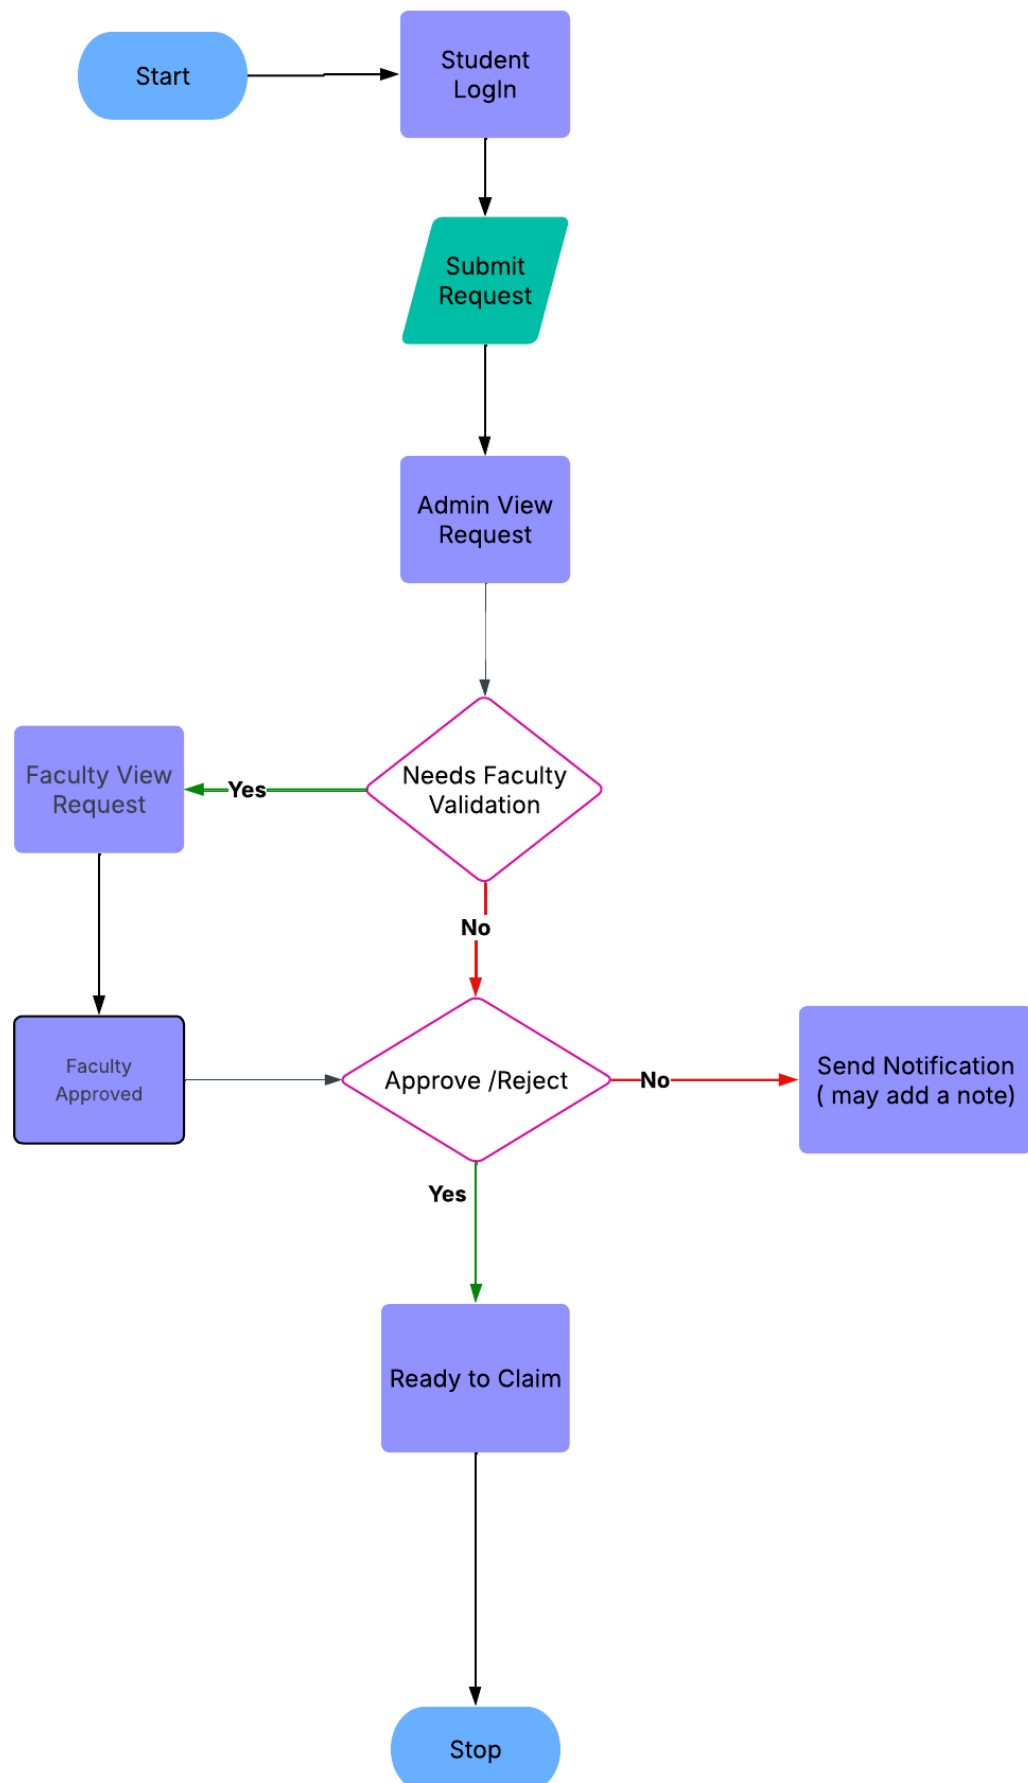 Start
Student
LogIn
Submit
Request
Admin View
Request
Needs Faculty
Validation
Yes
Faculty View
Request
No
Faculty
Approved
Approve /Reject
No
Send Notification
( may add a note)
Yes
Ready to Claim
Stop